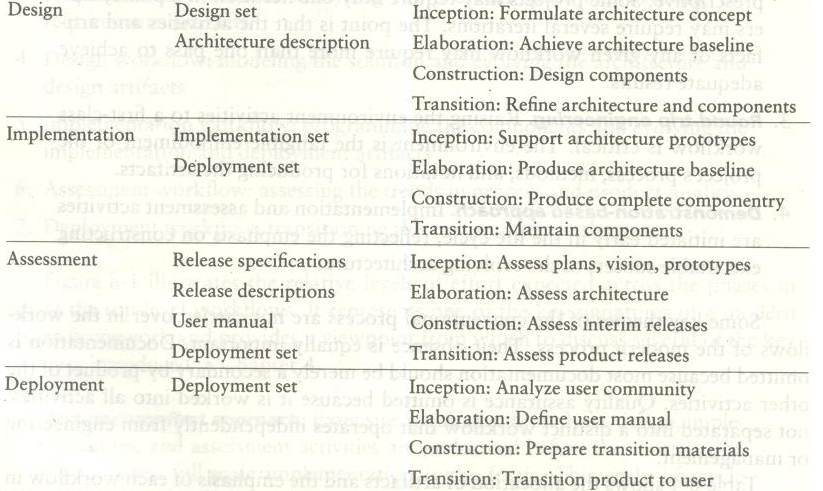 Design Design set Inception: Formulate architecture concept
Architecture description Elaboration: Achieve architecture baseline
Construction: Design components
Transition: Refine architecture and components
Implementation Implementation set Inception: Support architecture prototypes
Deployment set Elaboration: Produce architecture baseline
Construction: Produce complete componentry
Transition: Maintain components
Assessment Release specifications Inception: Assess plans, vision, prototypes
Release descriptions Elaboration: Assess architecture
User manual Construction: Assess interim releases
Deployment set Transition: Assess product releases
Deployment Deployment set Inception: Analyze user community
Elaboration: Define user manual
Construction: Prepare transition materials
Transition: Transition product to user